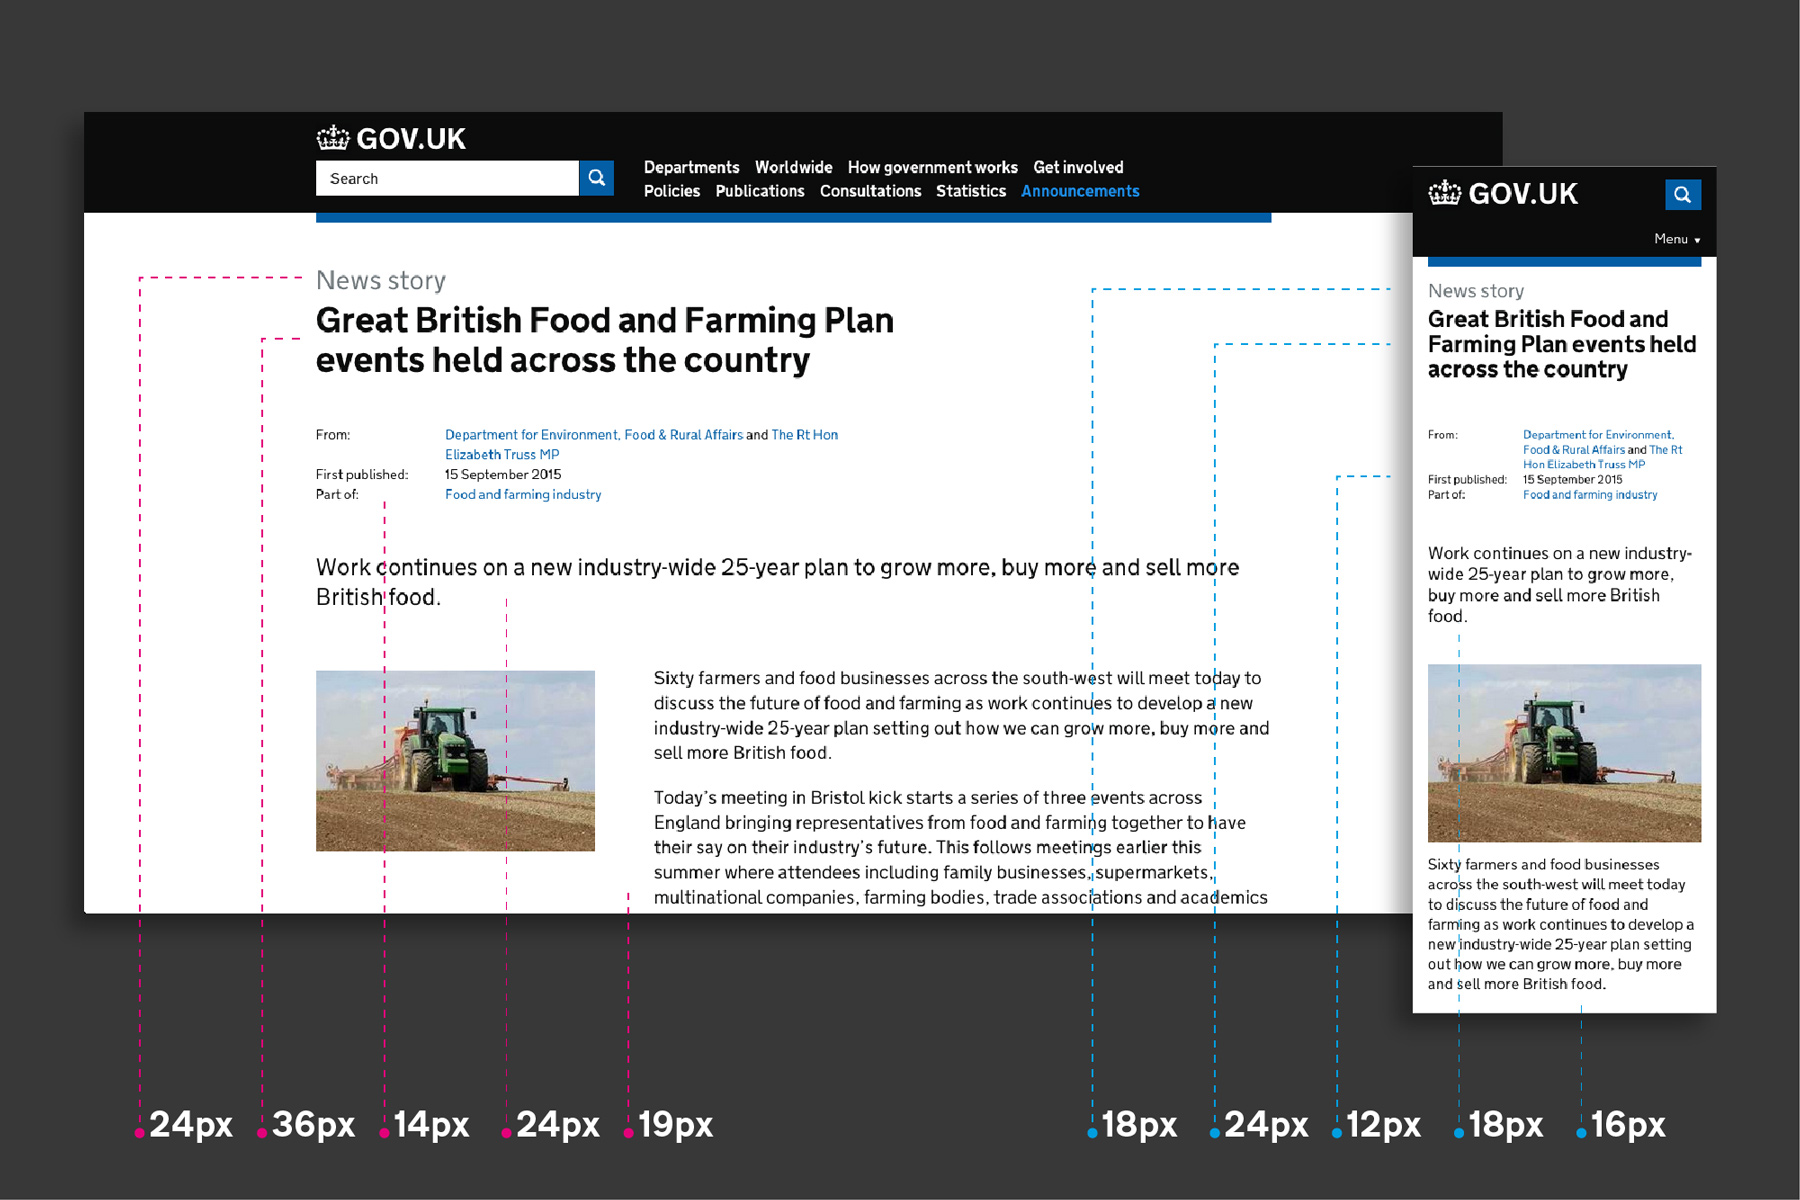 GOV.UK
Search
Departments Worldwide How government works Get involved
Policies Publications Consultations Statistics Announcements
News story
Great British Food and Farming Plan
events held across the country
From: Department for Environment, Food & Rural Affairs and The Rt Hon
Elizabeth Truss MP
First published: 15 September 2015
Part of: Food and farming industry
Work continues on a new industry-wide 25-year plan to grow more, buy more and sell more
British food.
Sixty farmers and food businesses across the south-west will meet today to
discuss the future of food and farming as work continues to develop a new
industry-wide 25-year plan setting out how we can grow more, buy more and
sell more British food.
Today's meeting in Bristol kick starts a series of three events across
England bringing representatives from food and farming together to have
their say on their industry's future. This follows meetings earlier this
summer where attendees including family businesses, supermarkets,
multinational companies, farming bodies, trade associations and academics
GOV.UK
Menu ▾
News story
Great British Food and
Farming Plan events held
across the country
From: Department for Environment,
Food & Rural Affairs and The Rt
Hon Elizabeth Truss MP
First published: 15 September 2015
Part of: Food and farming industry
Work continues on a new industry-
wide 25-year plan to grow more,
buy more and sell more British
food.
Sixty farmers and food businesses
across the south-west will meet today
to discuss the future of food and
farming as work continues to develop a
new industry-wide 25-year plan setting
out how we can grow more, buy more
and sell more British food.
24px 36px 14px 24px 19px 18px 24px 12px 18px 16px